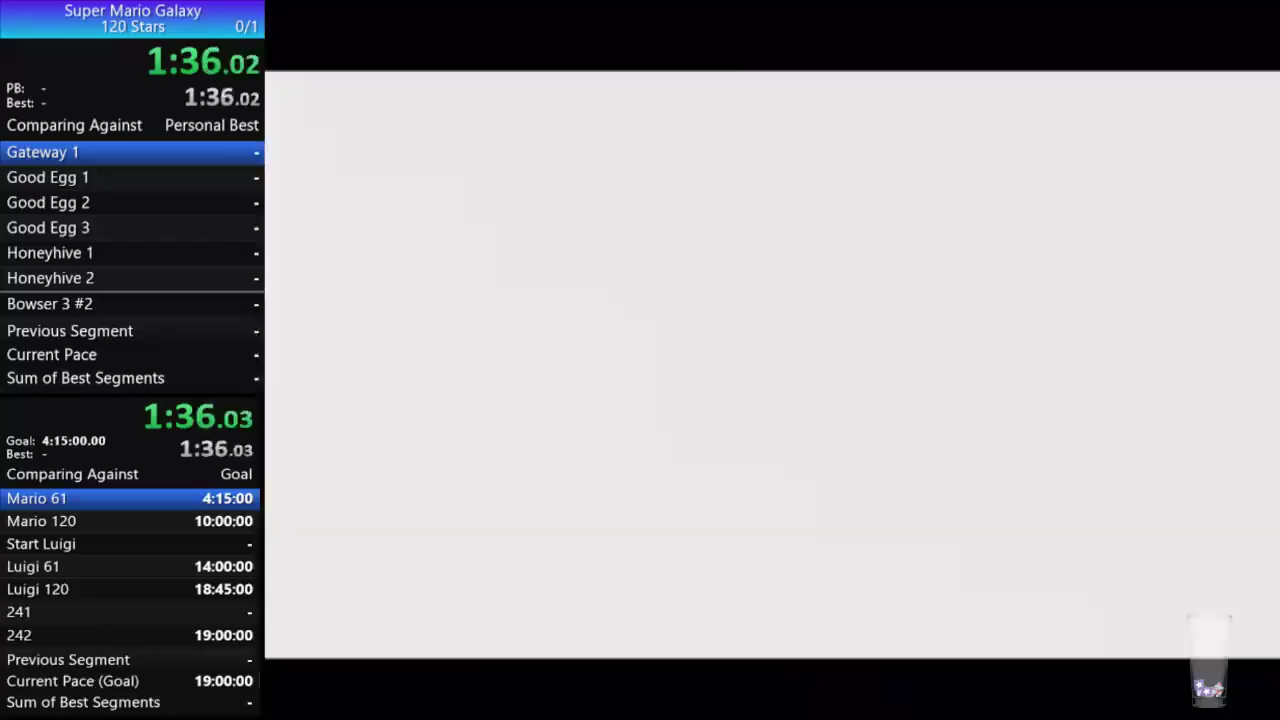 Super Mario Galaxy
120 Stars 0/1
1:36.02
PB: -
1:36.02
Best: -
Comparing Against Personal Best
Gateway 1 -
Good Egg 1 -
Good Egg 2 -
Good Egg 3 -
Honeyhive 1 -
Honeyhive 2 -
Bowser 3 #2 -
Previous Segment -
Current Pace -
Sum of Best Segments -
1:36.03
Goal: 4:15:00.00
1:36.03
Best: -
Comparing Against Goal
Mario 61 4:15:00
Mario 120 10:00:00
Start Luigi -
Luigi 61 14:00:00
Luigi 120 18:45:00
241 -
242 19:00:00
Previous Segment -
Current Pace (Goal) 19:00:00
Sum of Best Segments -